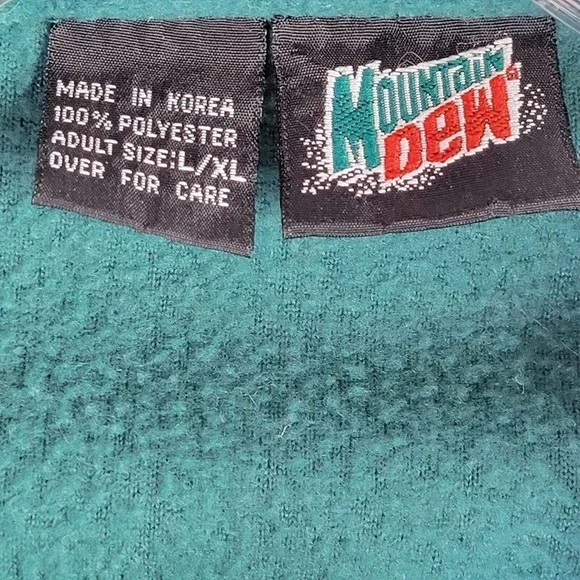 MADE IN KOREA
100% POLYESTER
ADULT SIZE:L/XL
OVER FOR CARE
MOUNTAIN
DEW